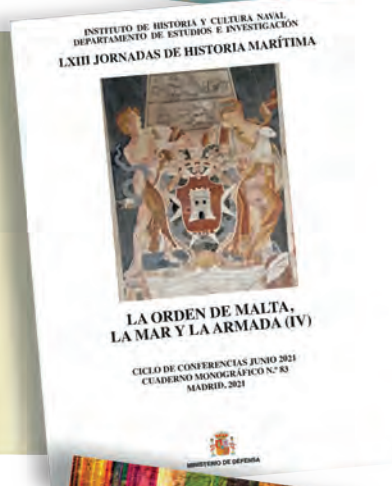 INSTITUTO DE HISTORIA Y CULTURA NAVAL
DEPARTAMENTO DE ESTUDIOS E INVESTIGACIÓN
LXIII JORNADAS DE HISTORIA MARÍTIMA
LA ORDEN DE MALTA,
LA MAR Y LA ARMADA (IV)
CICLO DE CONFERENCIAS JUNIO 2021
CUADERNO MONOGRÁFICO N.º 83
MADRID, 2021
MINISTERIO DE DEFENSA